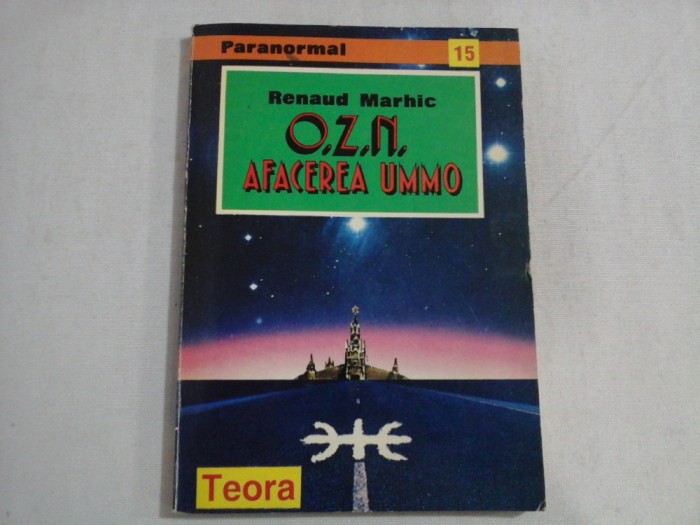 Paranormal
15
Renaud Marhic
O.Z.N.
AFACEREA UMMO
Teora